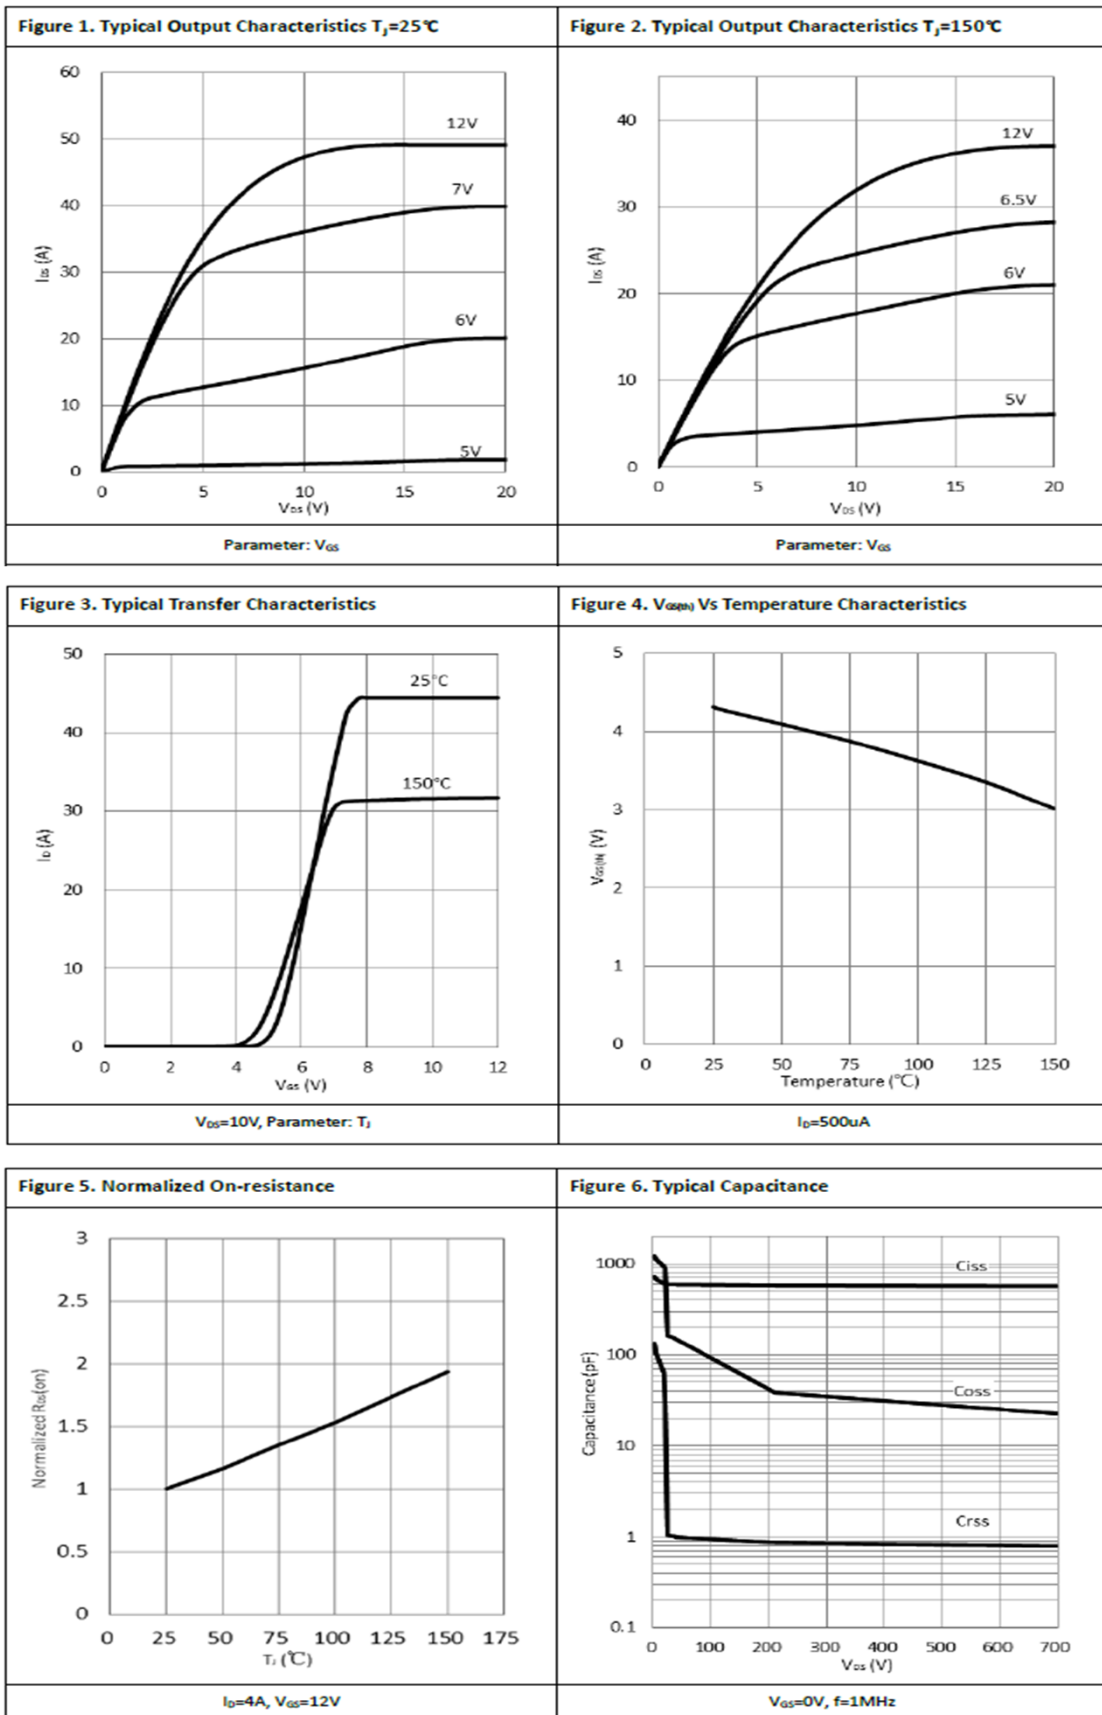 Figure 1. Typical Output Characteristics TJ=25℃
60
50
40
30
20
10
0
IDS (A)
12V
7V
6V
5V
0 5 10 15 20
VDS (V)
Parameter: VGS
Figure 2. Typical Output Characteristics TJ=150℃
40
30
20
10
0
IDS (A)
12V
6.5V
6V
5V
0 5 10 15 20
VDS (V)
Parameter: VGS
Figure 3. Typical Transfer Characteristics
50
40
30
20
10
0
ID (A)
25℃
150℃
0 2 4 6 8 10 12
VGS (V)
VDS=10V, Parameter: TJ
Figure 4. VGS(th) Vs Temperature Characteristics
5
4
3
2
1
0
VGS(th) (V)
0 25 50 75 100 125 150
Temperature (℃)
ID=500uA
Figure 5. Normalized On-resistance
3
2.5
2
1.5
1
0.5
0
Normalized RDS(on)
0 25 50 75 100 125 150 175
TJ (℃)
ID=4A, VGS=12V
Figure 6. Typical Capacitance
1000
100
10
1
0.1
Capacitance (pF)
Ciss
Coss
Crss
0 100 200 300 400 500 600 700
VDS (V)
VGS=0V, f=1MHz